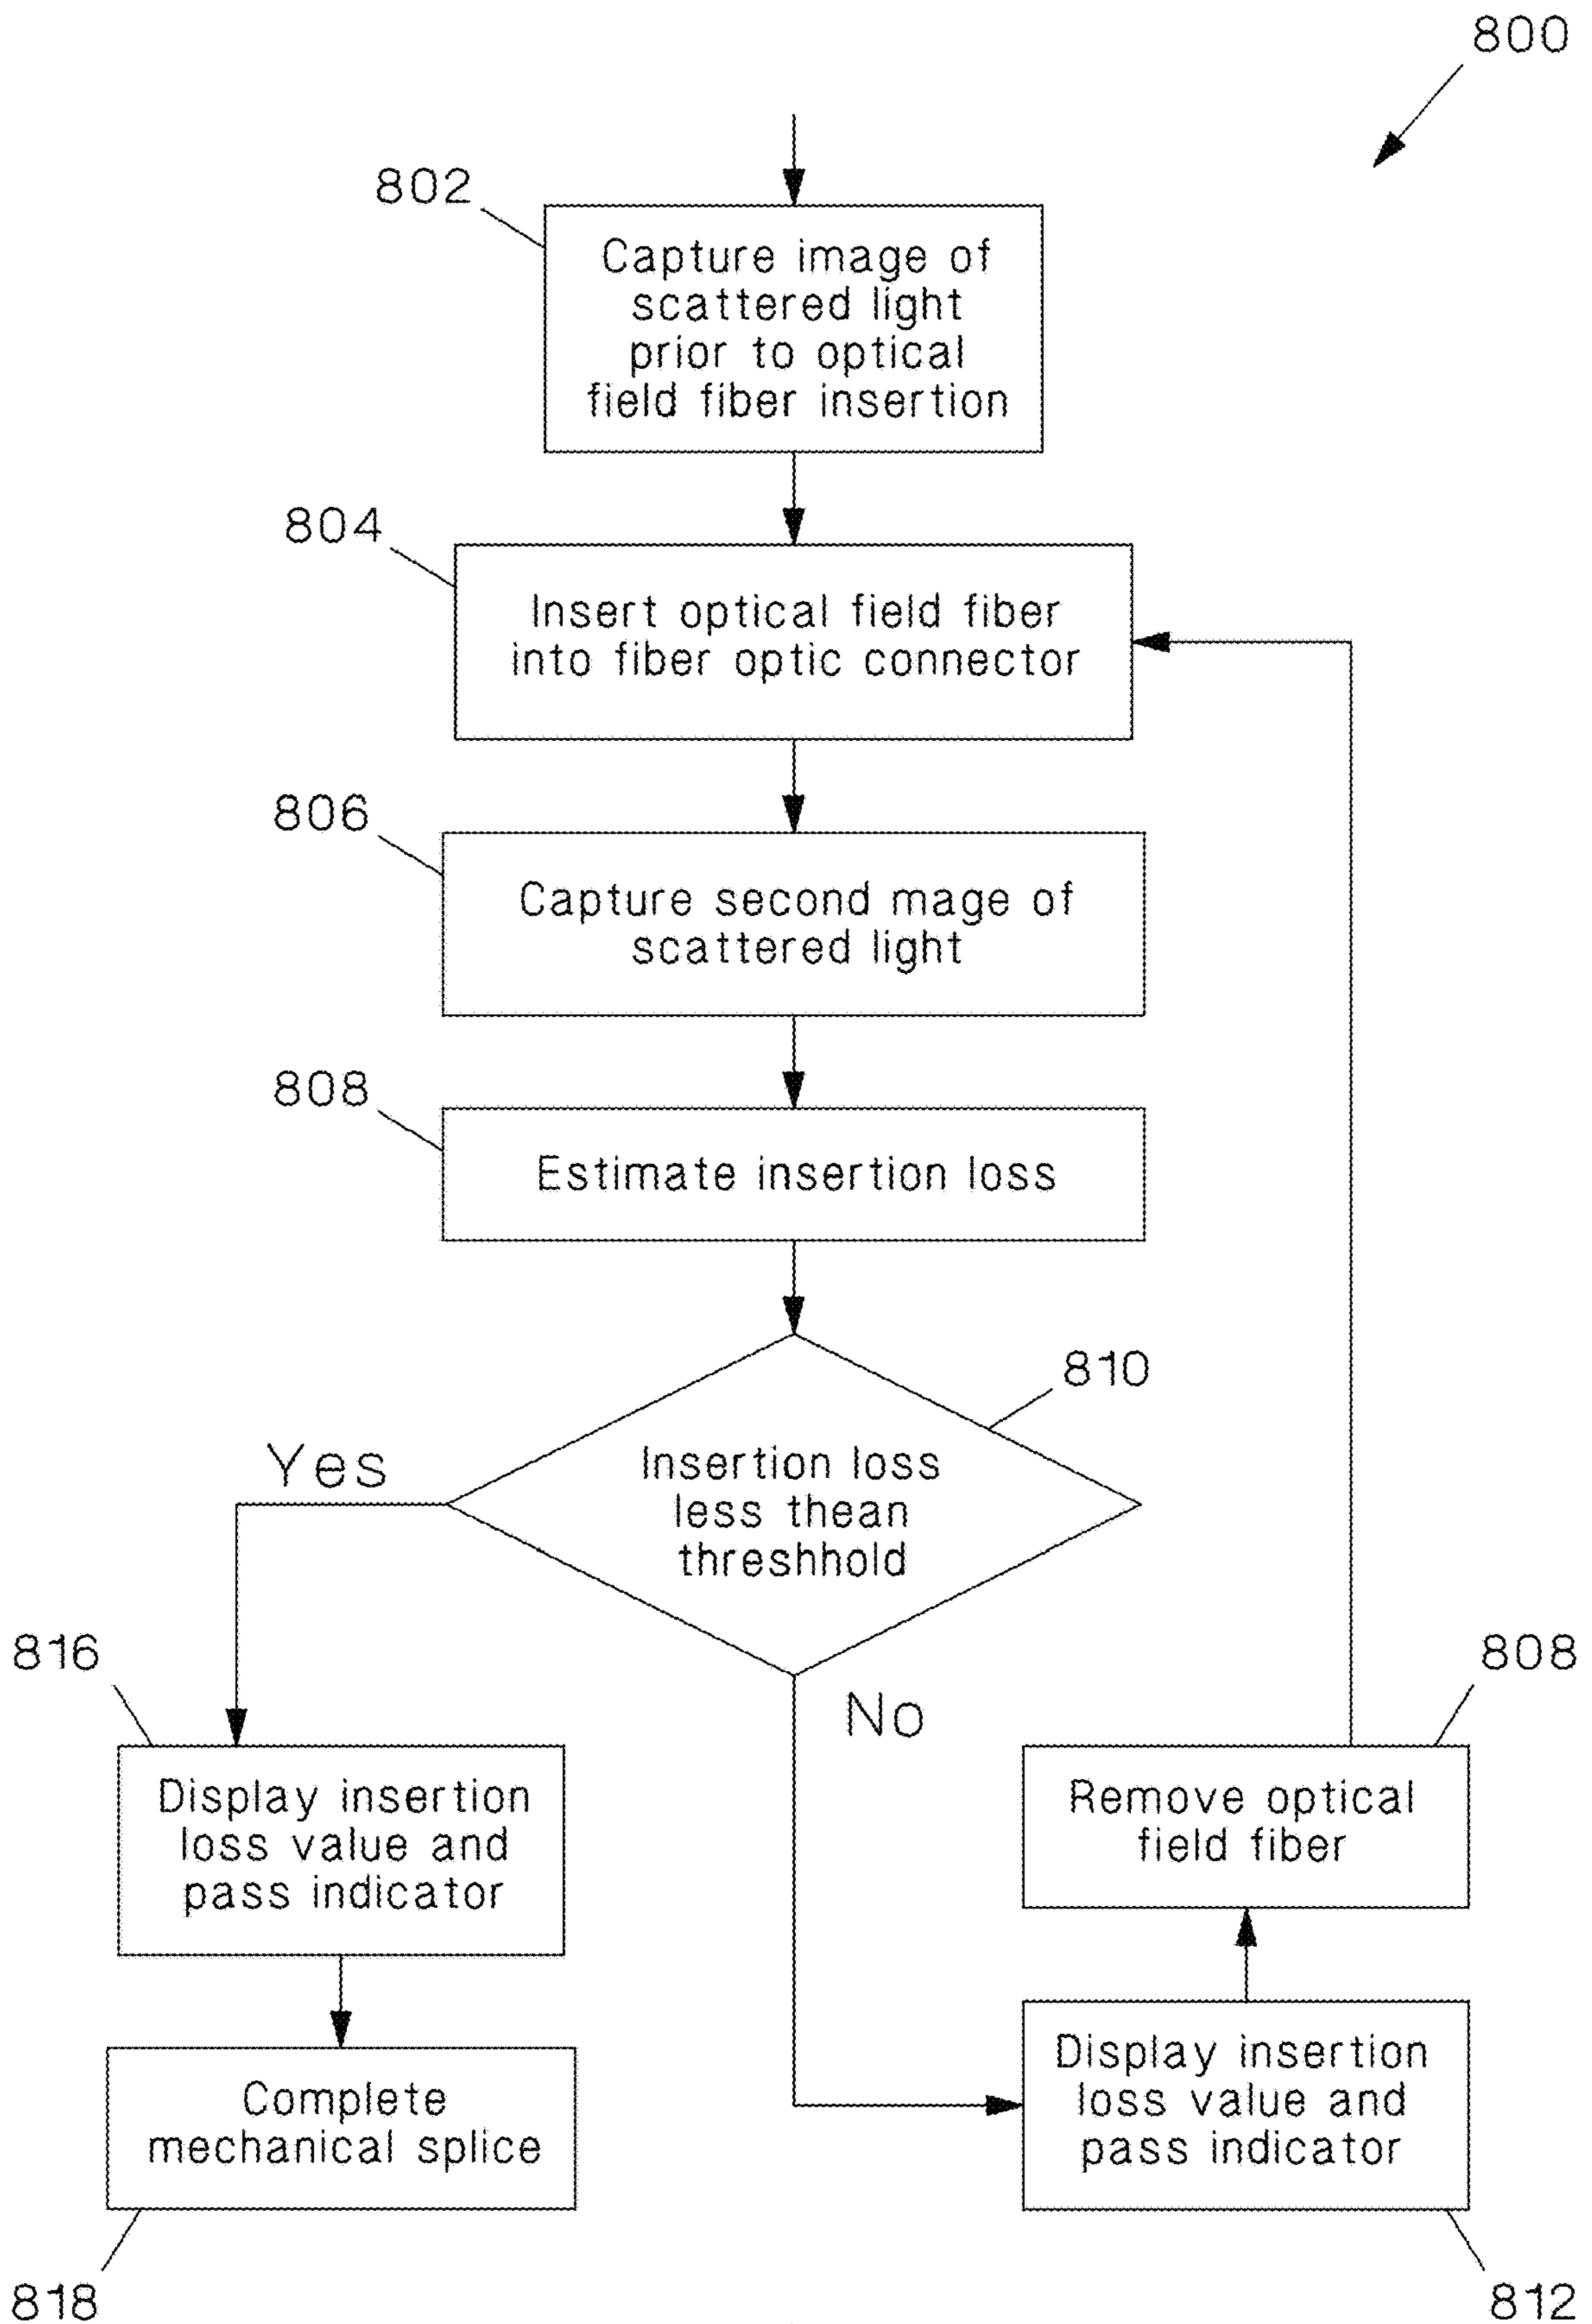 800
802
Capture image of
scattered light
prior to optical
field fiber insertion
804
Insert optical field fiber
into fiber optic connector
806
Capture second mage of
scattered light
808
Estimate insertion loss
810
Insertion loss
less thean
threshhold
Yes
No
816
Display insertion
loss value and
pass indicator
808
Remove optical
field fiber
Complete
mechanical splice
818
Display insertion
loss value and
pass indicator
812